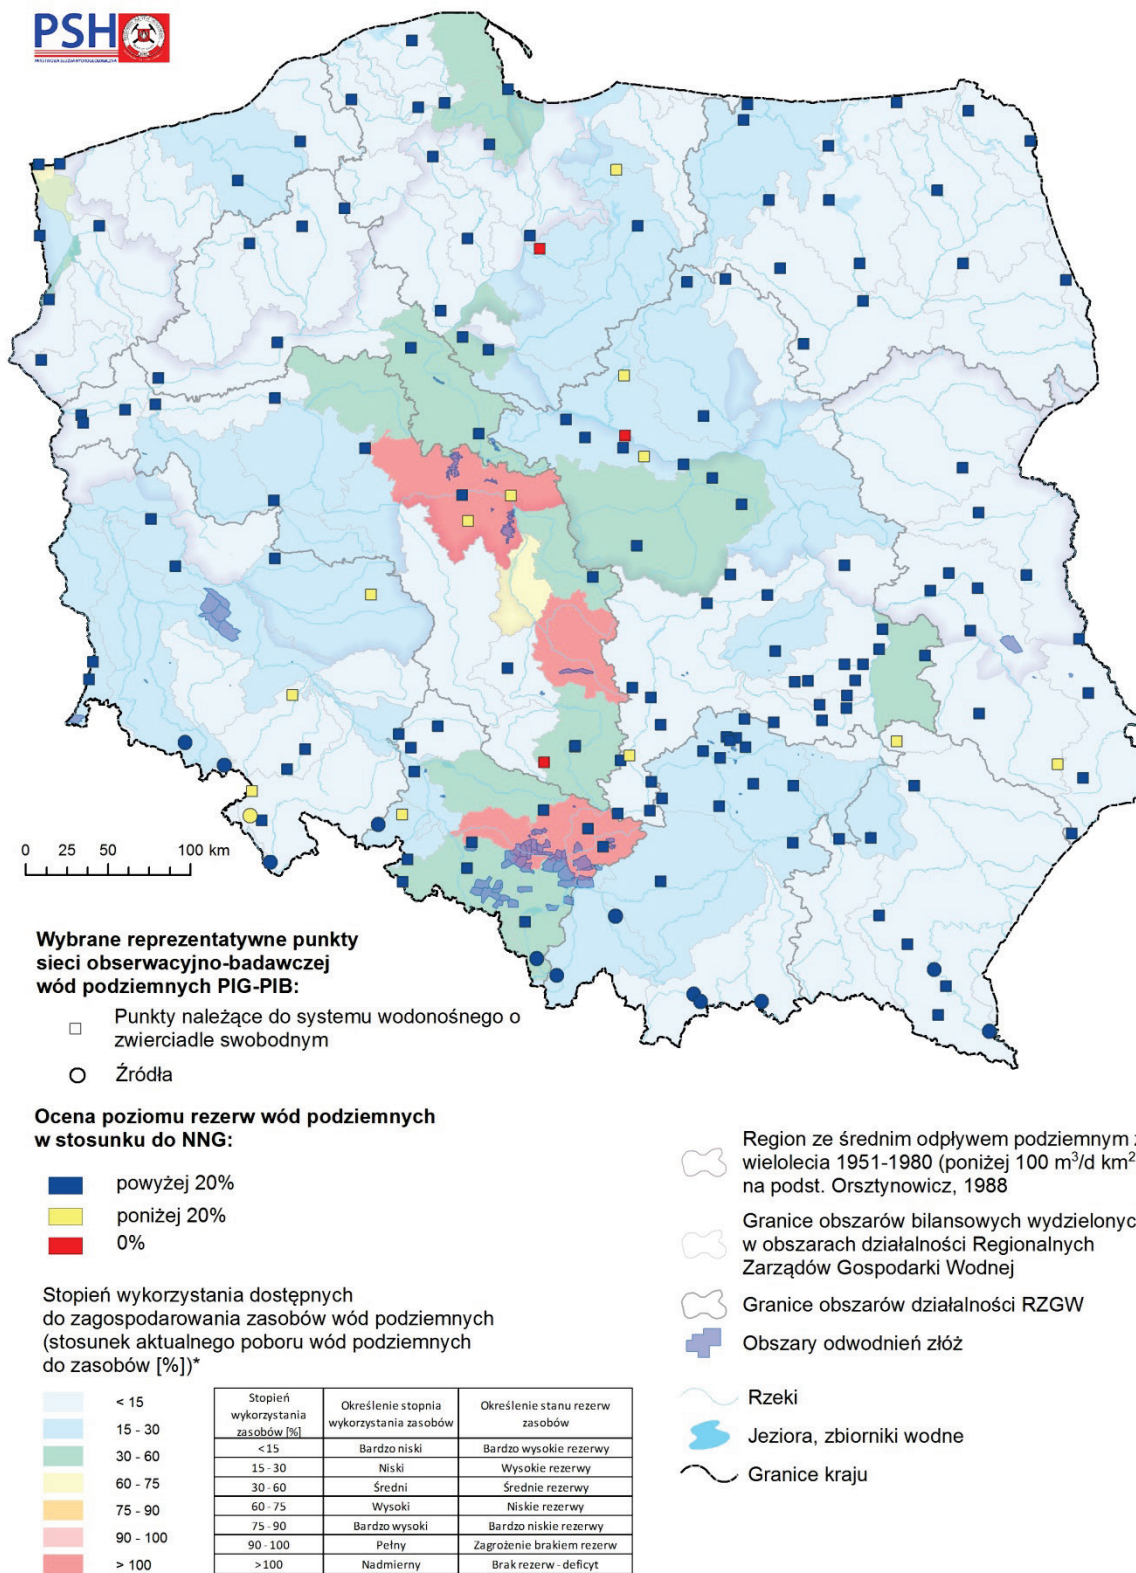 PSH
PAŃSTWOWA SŁUŻBA HYDROGEOLOGICZNA
0 25 50 100 km
Wybrane reprezentatywne punkty
sieci obserwacyjno-badawczej
wód podziemnych PIG-PIB:
Punkty należące do systemu wodonośnego o
zwierciadle swobodnym
Źródła
Ocena poziomu rezerw wód podziemnych
w stosunku do NNG:
powyżej 20%
poniżej 20%
0%
Stopień wykorzystania dostępnych
do zagospodarowania zasobów wód podziemnych
(stosunek aktualnego poboru wód podziemnych
do zasobów [%])*
< 15
15 - 30
30 - 60
60 - 75
75 - 90
90 - 100
> 100
Stopień wykorzystania zasobów [%] Określenie stopnia wykorzystania zasobów Określenie stanu rezerw zasobów
<15 Bardzo niski Bardzo wysokie rezerwy
15 - 30 Niski Wysokie rezerwy
30 - 60 Średni Średnie rezerwy
60 - 75 Wysoki Niskie rezerwy
75 - 90 Bardzo wysoki Bardzo niskie rezerwy
90 - 100 Pełny Zagrożenie brakiem rezerw
>100 Nadmierny Brak rezerw - deficyt
Region ze średnim odpływem podziemnym z
wielolecia 1951-1980 (poniżej 100 m³/d km²
na podst. Orsztynowicz, 1988
Granice obszarów bilansowych wydzielonyc
w obszarach działalności Regionalnych
Zarządów Gospodarki Wodnej
Granice obszarów działalności RZGW
Obszary odwodnień złóż
Rzeki
Jeziora, zbiorniki wodne
Granice kraju